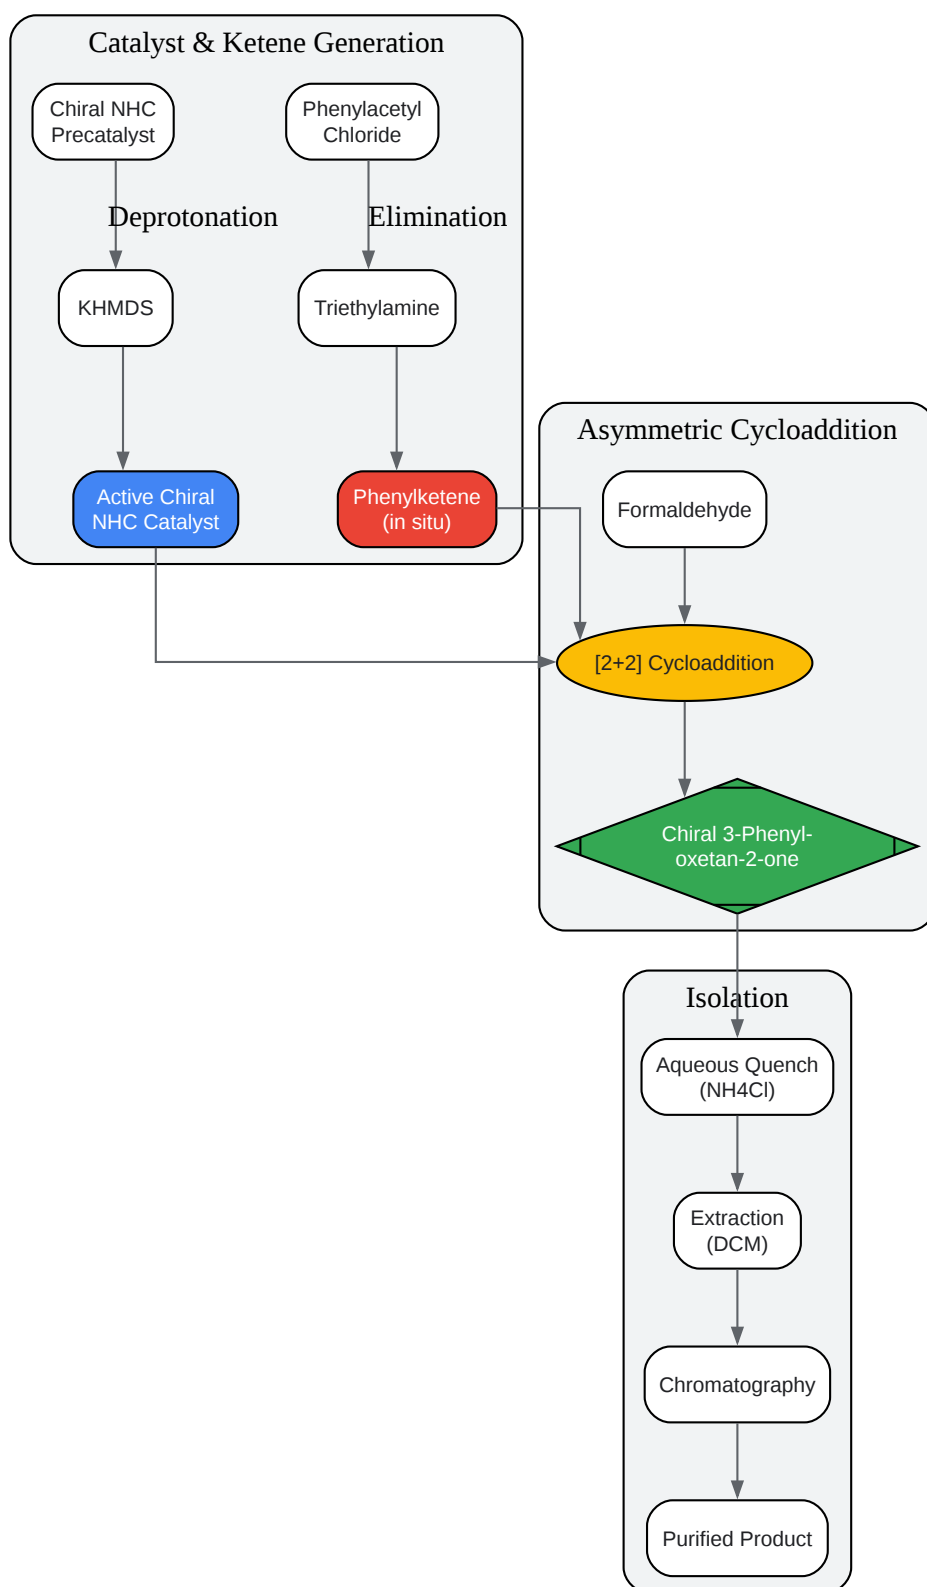 Catalyst & Ketene Generation
Chiral NHC
Precatalyst
Phenylacetyl
Chloride
Deprotonation
Elimination
KHMDS
Triethylamine
Active Chiral
NHC Catalyst
Phenylketene
(in situ)
Asymmetric Cycloaddition
Formaldehyde
[2+2] Cycloaddition
Chiral 3-Phenyl-
oxetan-2-one
Isolation
Aqueous Quench
(NH4Cl)
Extraction
(DCM)
Chromatography
Purified Product